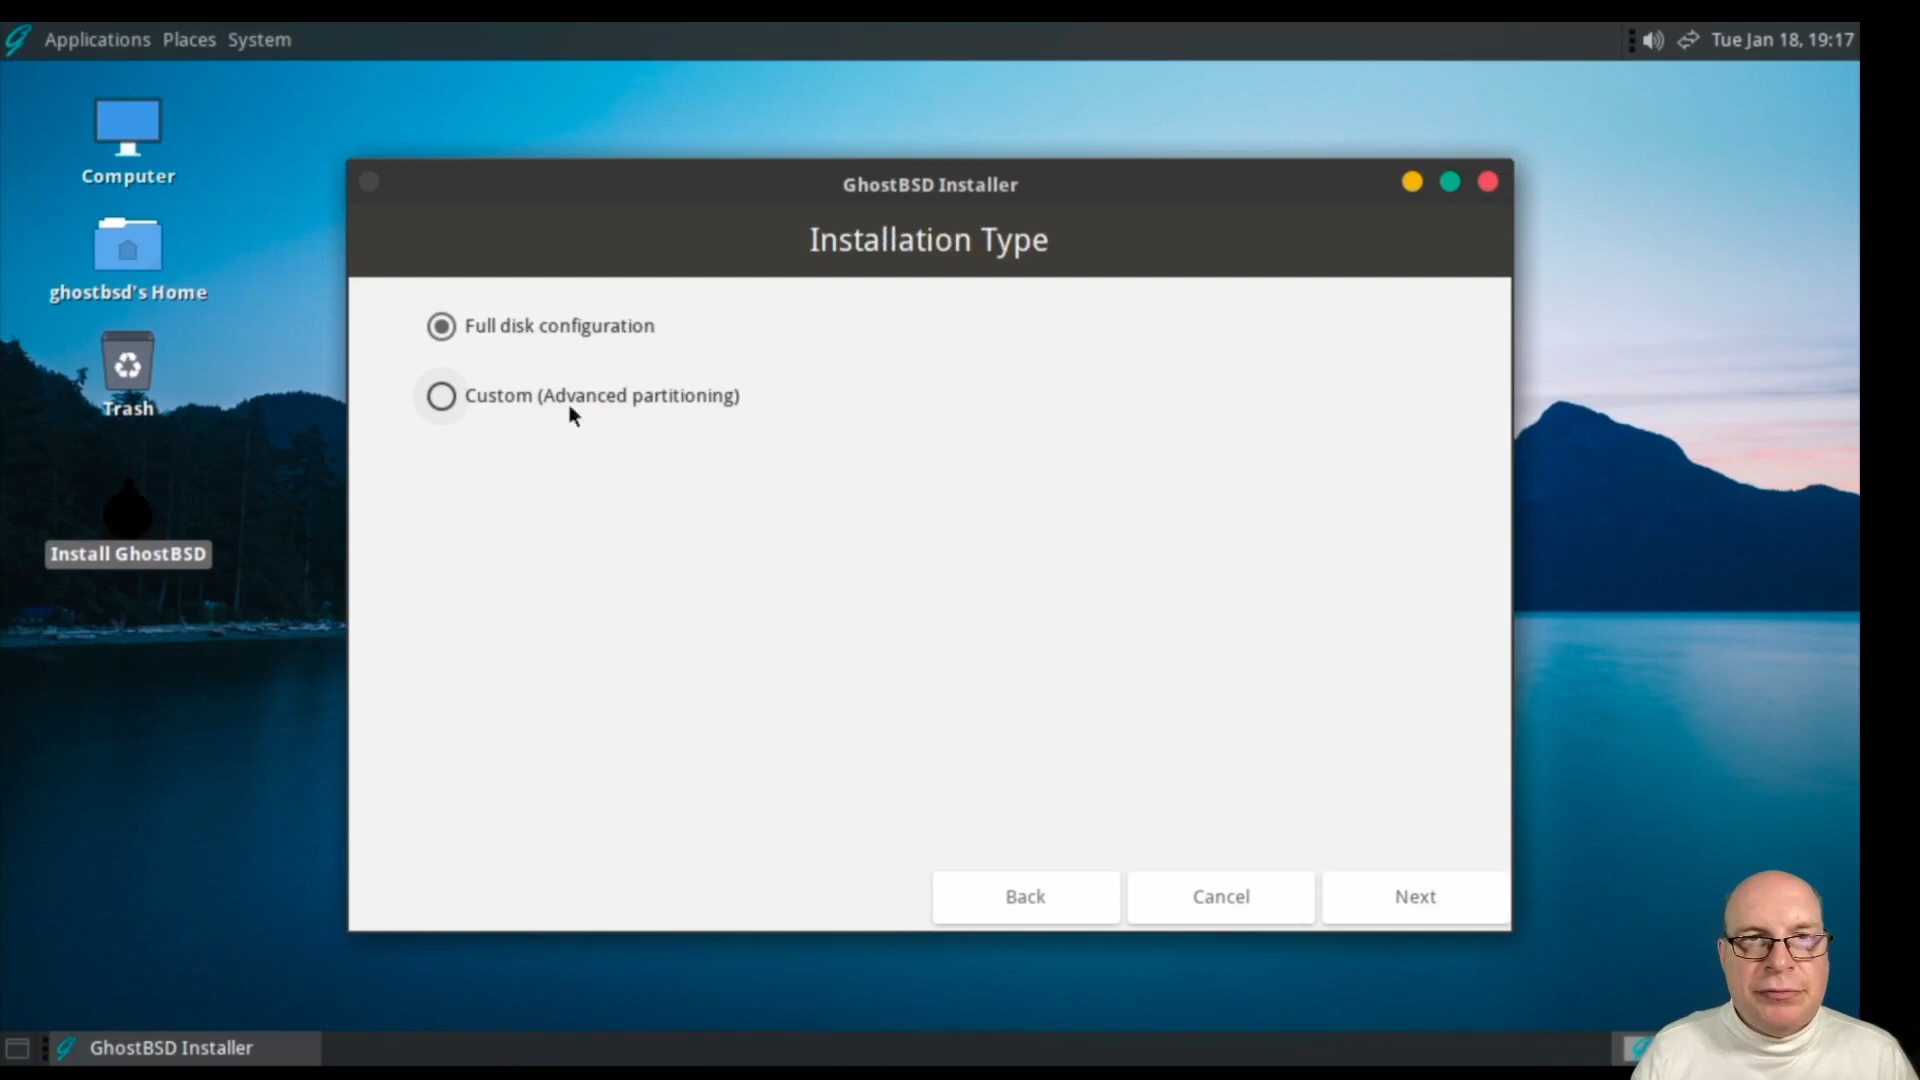 Applications Places System
Tue Jan 18, 19:17
Computer
ghostbsd's Home
Trash
Install GhostBSD
GhostBSD Installer
Installation Type
Full disk configuration
Custom (Advanced partitioning)
Back
Cancel
Next
GhostBSD Installer